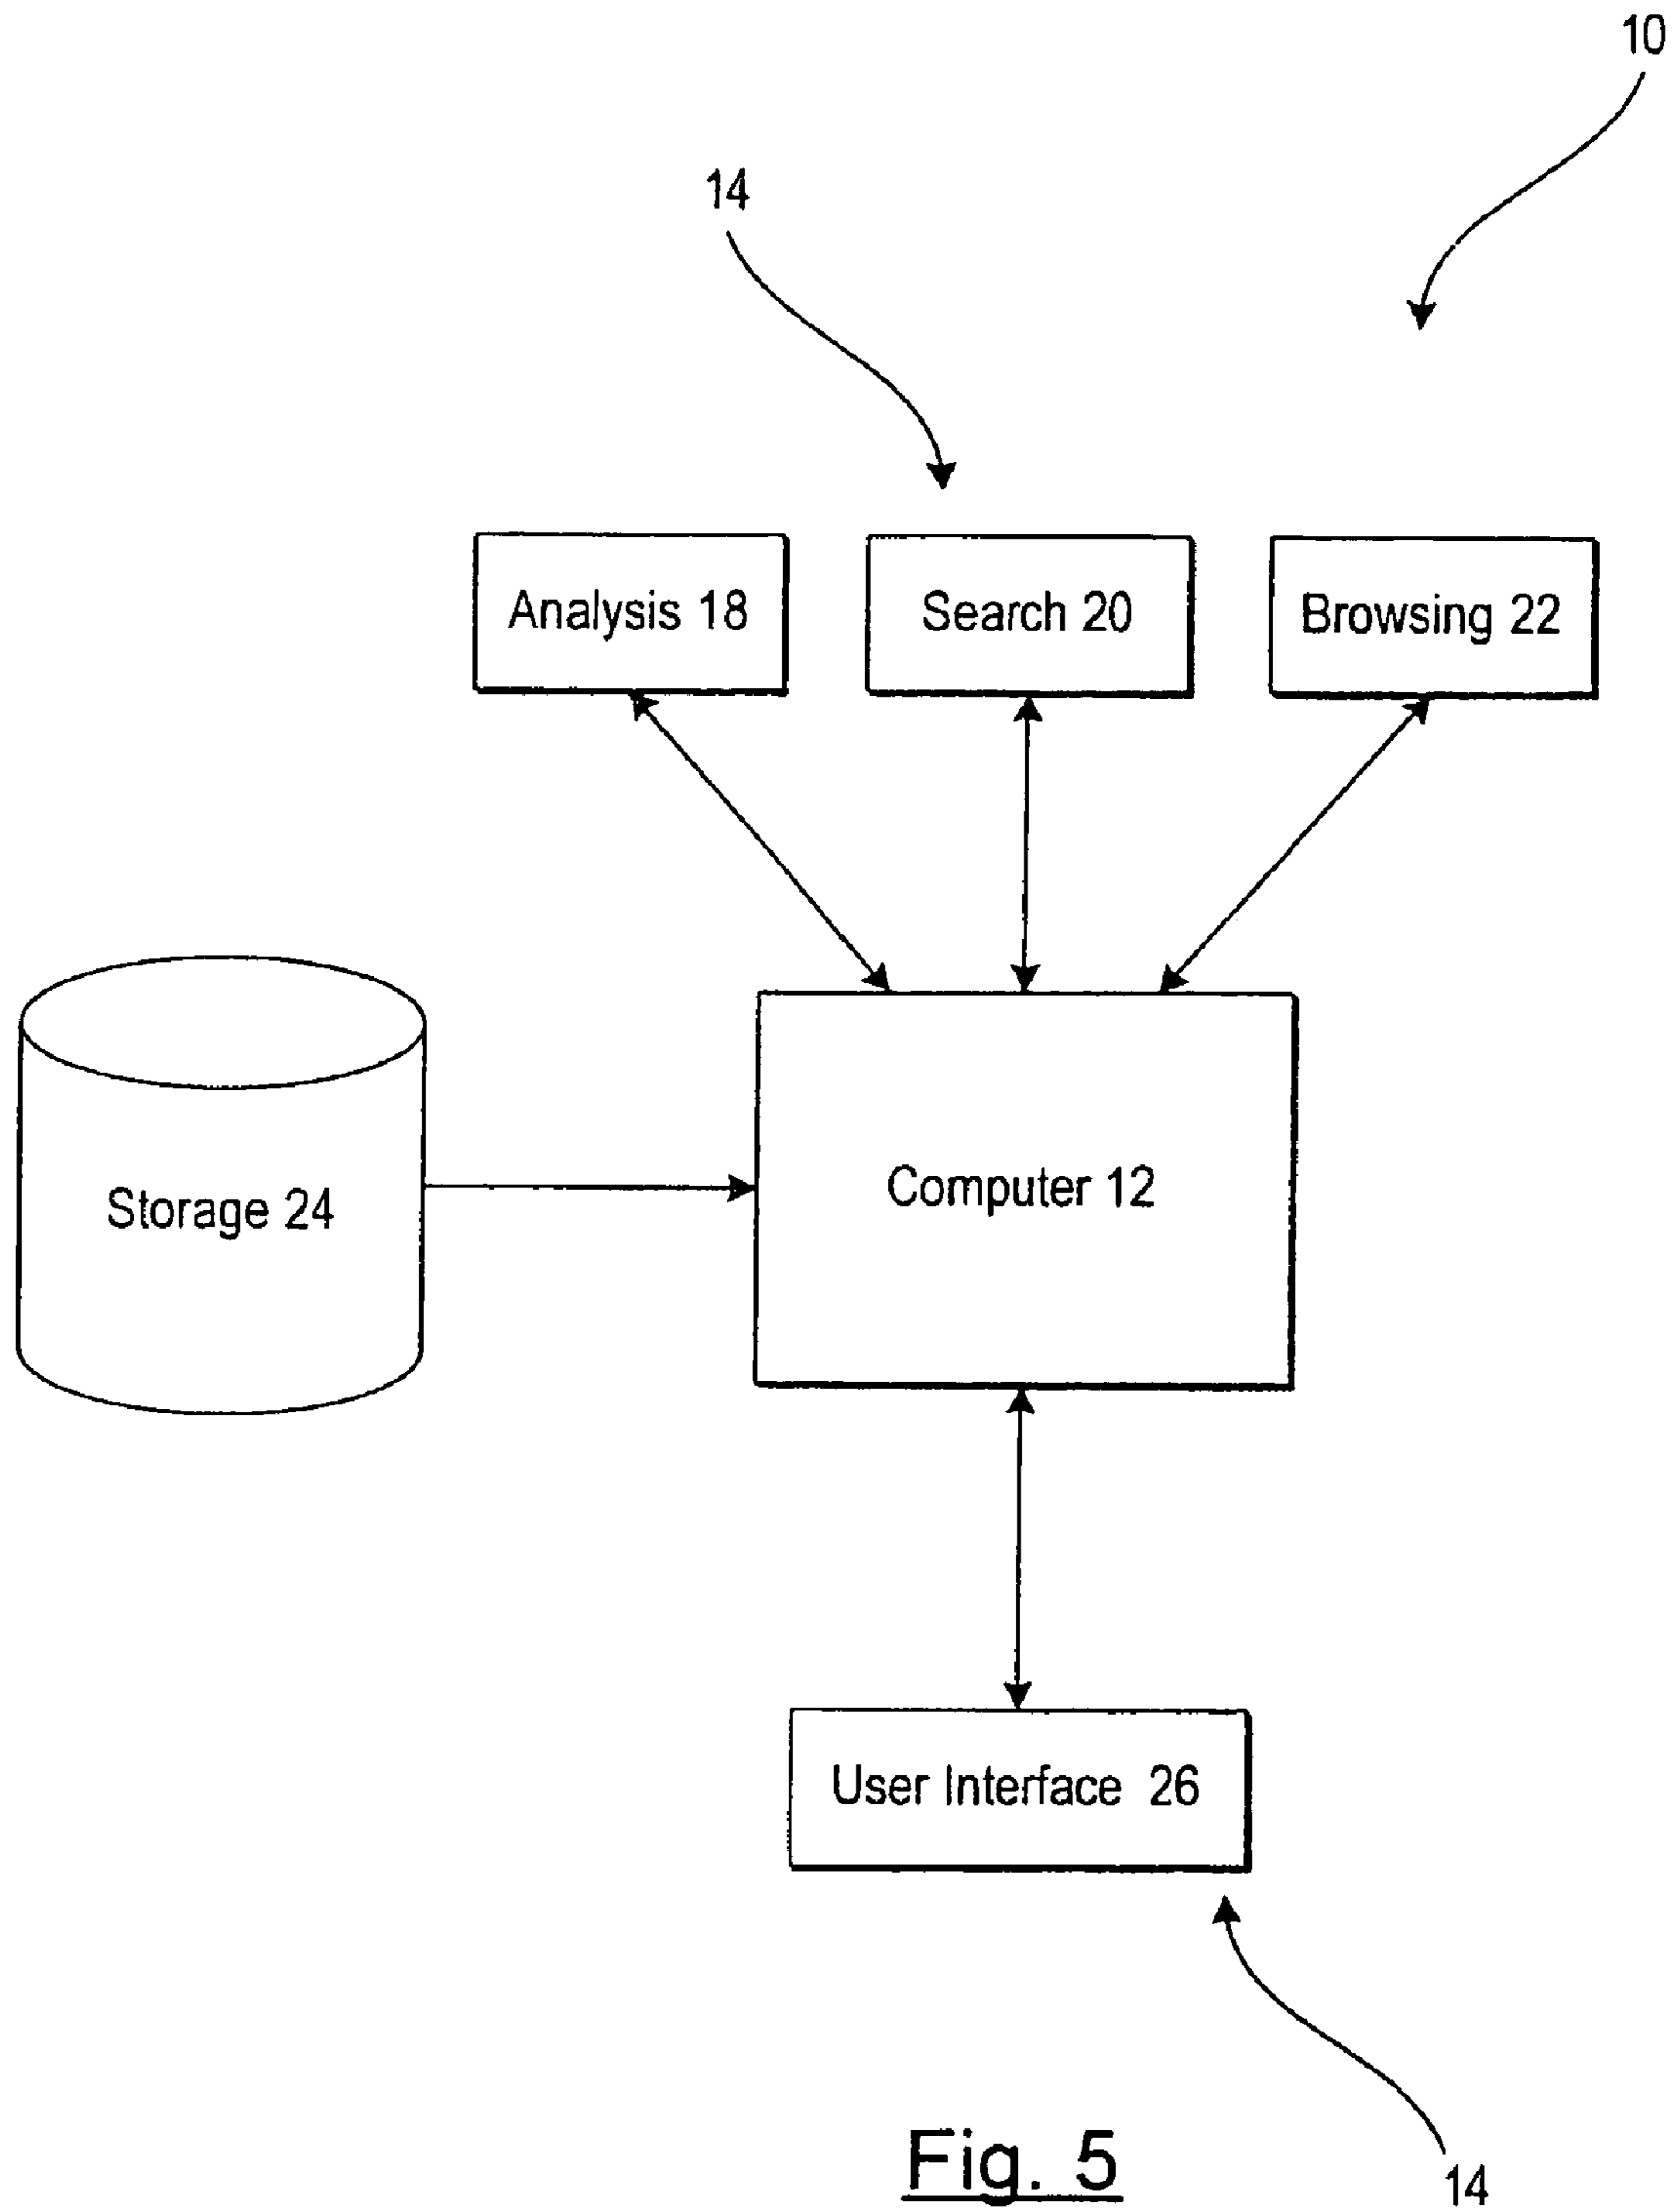 10
14
Analysis 18
Search 20
Browsing 22
Storage 24
Computer 12
User Interface 26
Fig. 5
14